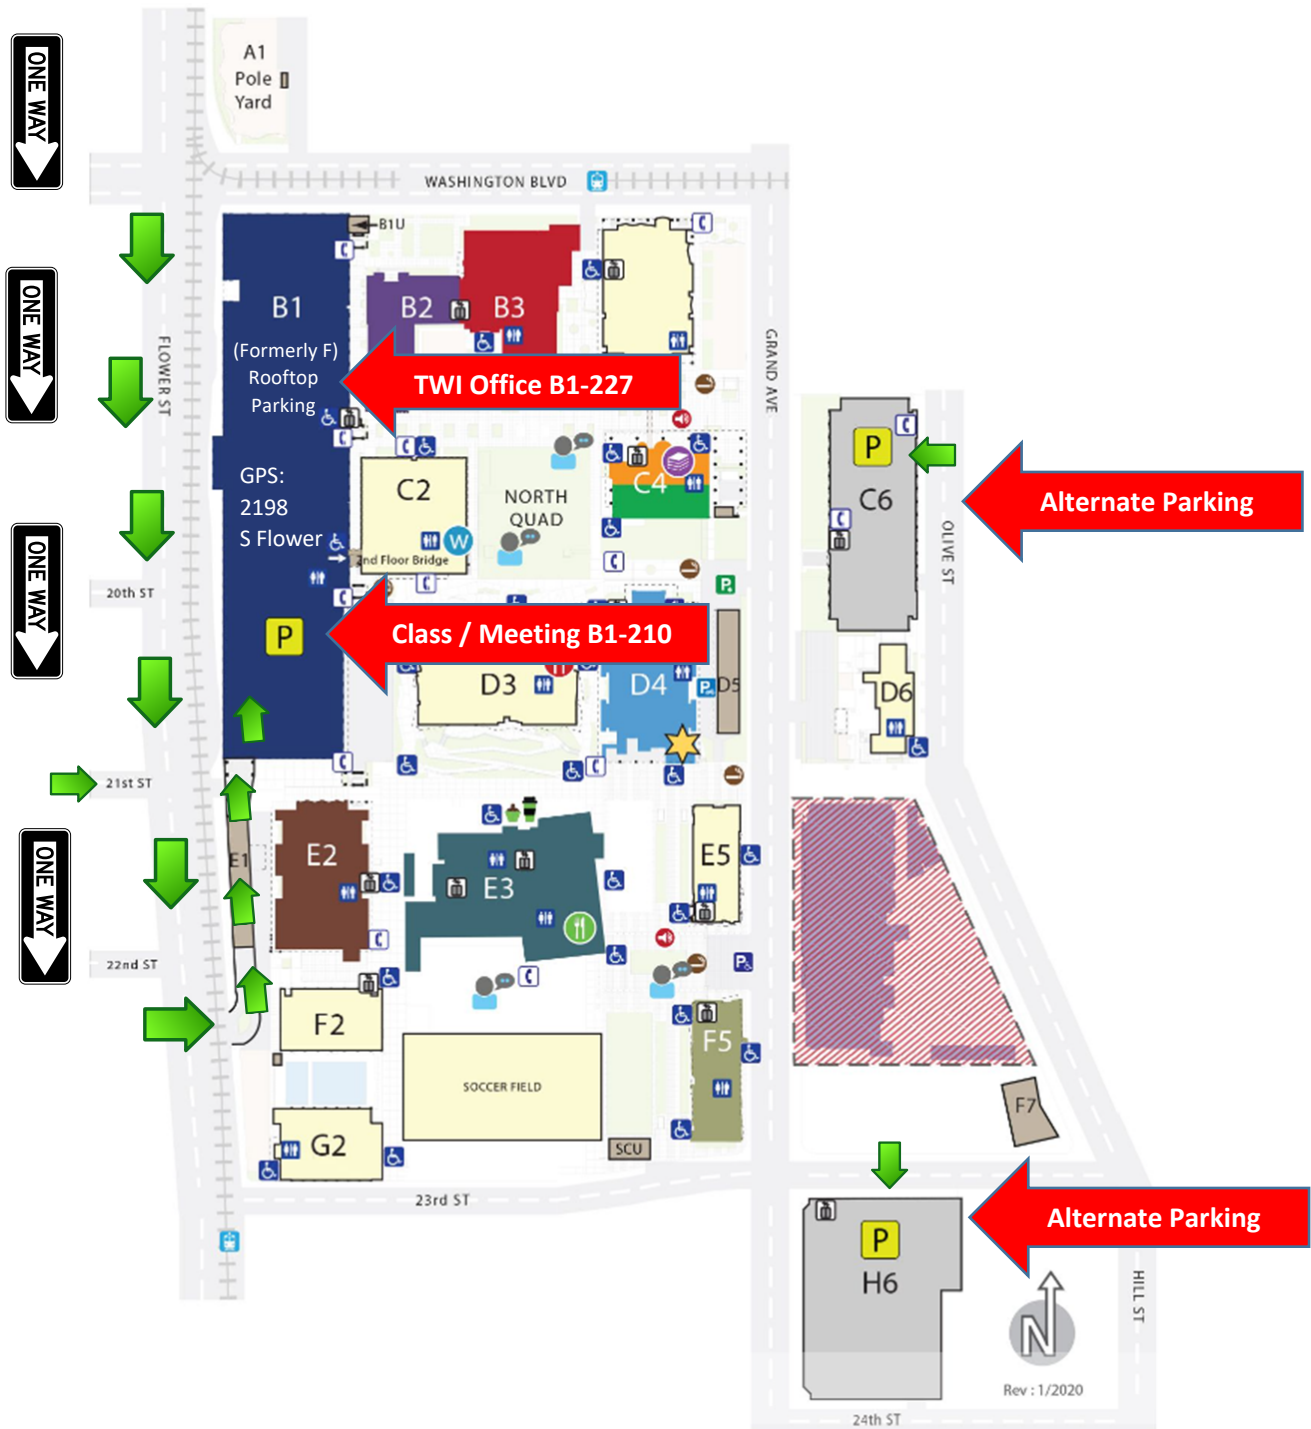 ONE WAY
A1
Pole
Yard
WASHINGTON BLVD
B1U
ONE WAY
FLOWER ST
B1
B2
B3
GRAND AVE
(Formerly F)
Rooftop
Parking
TWI Office B1-227
P
C6
Alternate Parking
GPS:
2198
S Flower
C2
W
NORTH
QUAD
C4
OLIVE ST
2nd Floor Bridge
ONE WAY
20th ST
P
P
Class / Meeting B1-210
D3
D4
P
D5
D6
21st ST
ONE WAY
E1
E2
E3
E5
22nd ST
P
F2
F5
SOCCER FIELD
F7
G2
SCU
23rd ST
P
H6
Alternate Parking
HILL ST
N
Rev : 1/2020
24th ST